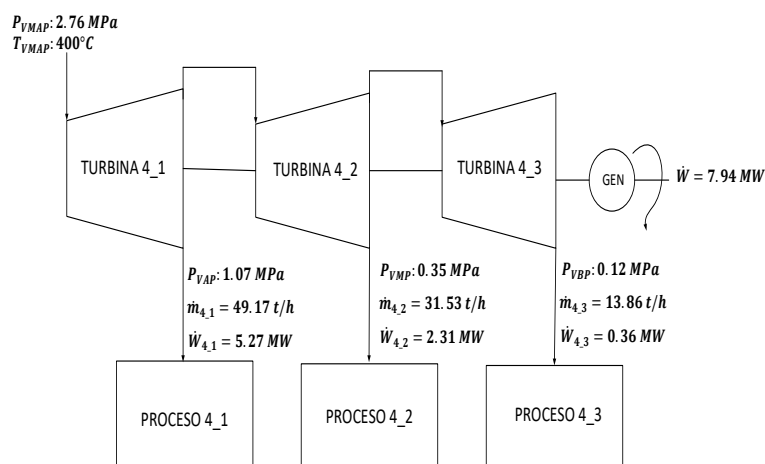 P_VMAP: 2.76 MPa
T_VMAP: 400°C
TURBINA 4_1
TURBINA 4_2
TURBINA 4_3
GEN
Ẇ = 7.94 MW
P_VAP: 1.07 MPa
ṁ_4_1 = 49.17 t/h
Ẇ_4_1 = 5.27 MW
P_VMP: 0.35 MPa
ṁ_4_2 = 31.53 t/h
Ẇ_4_2 = 2.31 MW
P_VBP: 0.12 MPa
ṁ_4_3 = 13.86 t/h
Ẇ_4_3 = 0.36 MW
PROCESO 4_1
PROCESO 4_2
PROCESO 4_3